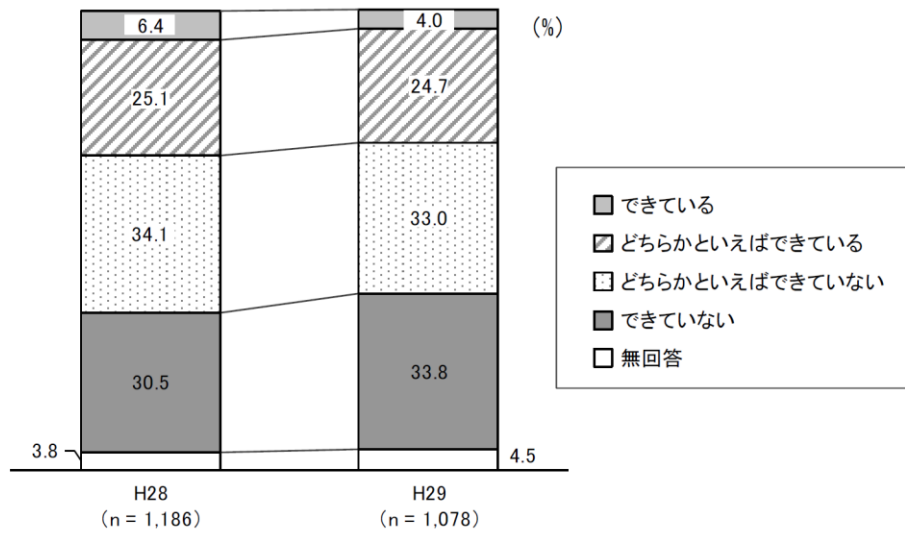 (%)
6.4
4.0
25.1
24.7
34.1
33.0
30.5
33.8
3.8
4.5
H28
(n = 1,186)
H29
(n = 1,078)
できている
どちらかといえばできている
どちらかといえばできていない
できていない
無回答